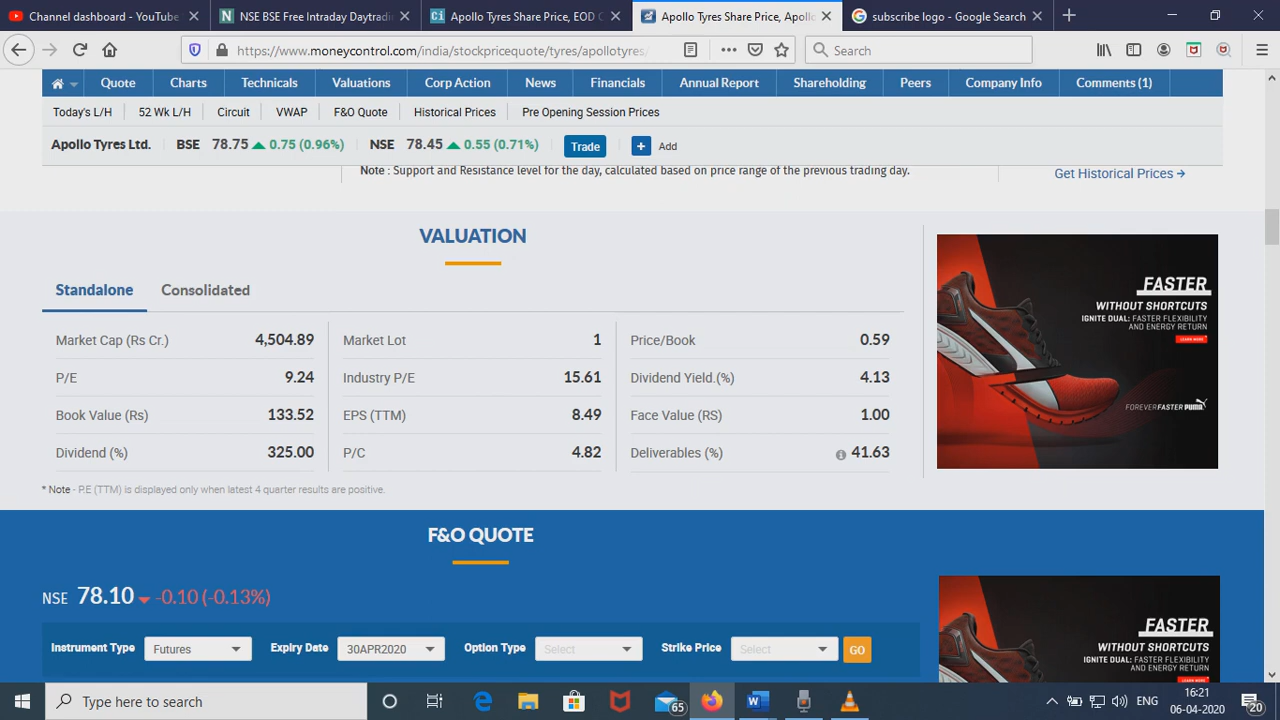 Channel dashboard - YouTube
NSE BSE Free Intraday Daytradin
Apollo Tyres Share Price, EOD C
Apollo Tyres Share Price, Apollo
subscribe logo - Google Search
https://www.moneycontrol.com/india/stockpricequote/tyres/apollotyres/
Search
Quote Charts Technicals Valuations Corp Action News Financials Annual Report Shareholding Peers Company Info Comments (1)
Today's L/H 52 Wk L/H Circuit VWAP F&O Quote Historical Prices Pre Opening Session Prices
Apollo Tyres Ltd. BSE 78.75 0.75 (0.96%) NSE 78.45 0.55 (0.71%) Trade + Add
Note : Support and Resistance level for the day, calculated based on price range of the previous trading day.
Get Historical Prices →
VALUATION
Standalone Consolidated
Market Cap (Rs Cr.) 4,504.89 Market Lot 1 Price/Book 0.59
P/E 9.24 Industry P/E 15.61 Dividend Yield.(%) 4.13
Book Value (Rs) 133.52 EPS (TTM) 8.49 Face Value (RS) 1.00
Dividend (%) 325.00 P/C 4.82 Deliverables (%) 41.63
* Note - P.E (TTM) is displayed only when latest 4 quarter results are positive.
FASTER
WITHOUT SHORTCUTS
IGNITE DUAL: FASTER FLEXIBILITY
AND ENERGY RETURN
LEARN MORE
FOREVER FASTER PUMA
F&O QUOTE
NSE 78.10 -0.10 (-0.13%)
Instrument Type Futures Expiry Date 30APR2020 Option Type Select Strike Price Select GO
FASTER
WITHOUT SHORTCUTS
IGNITE DUAL: FASTER FLEXIBILITY
AND ENERGY RETURN
LEARN MORE
Type here to search
65
ENG
16:21
06-04-2020
20